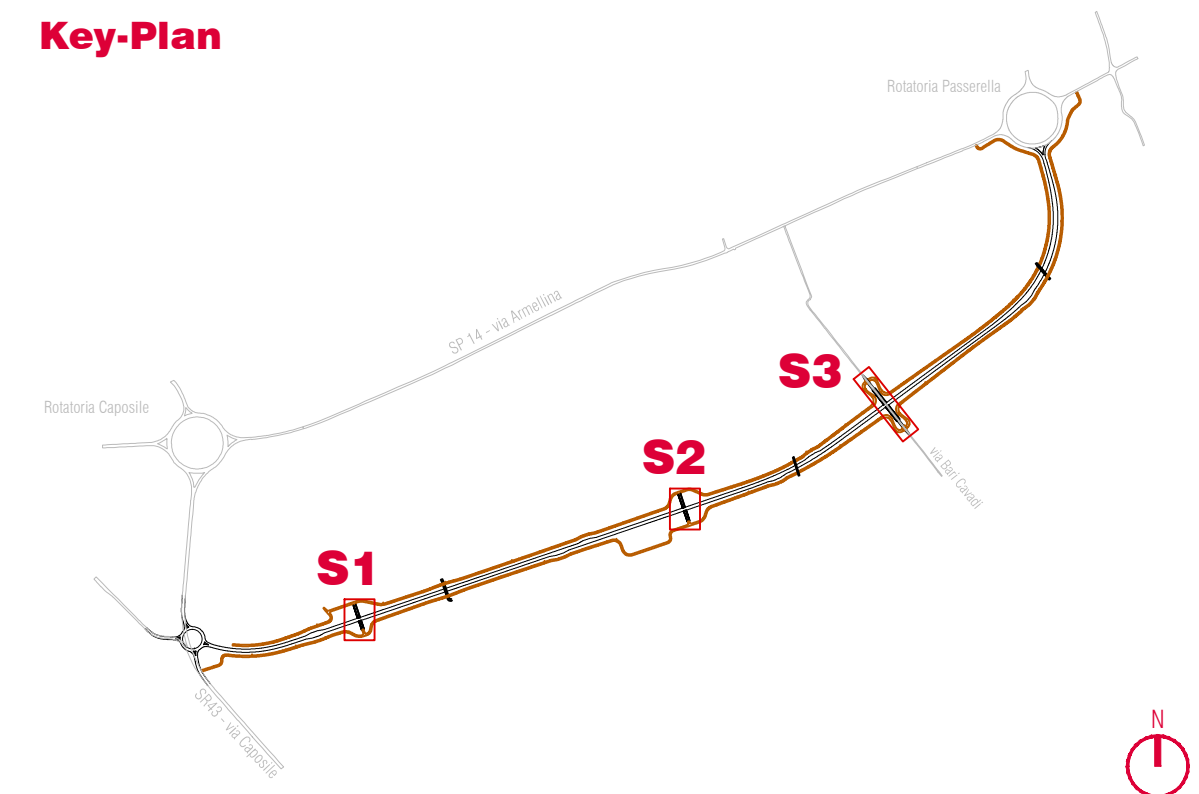 Key-Plan
Rotatoria Passerella
SP 14 - via Armellina
S3
Rotatoria Caposile
S2
via Bari Cavadi
S1
SR43 - via Caposile
N